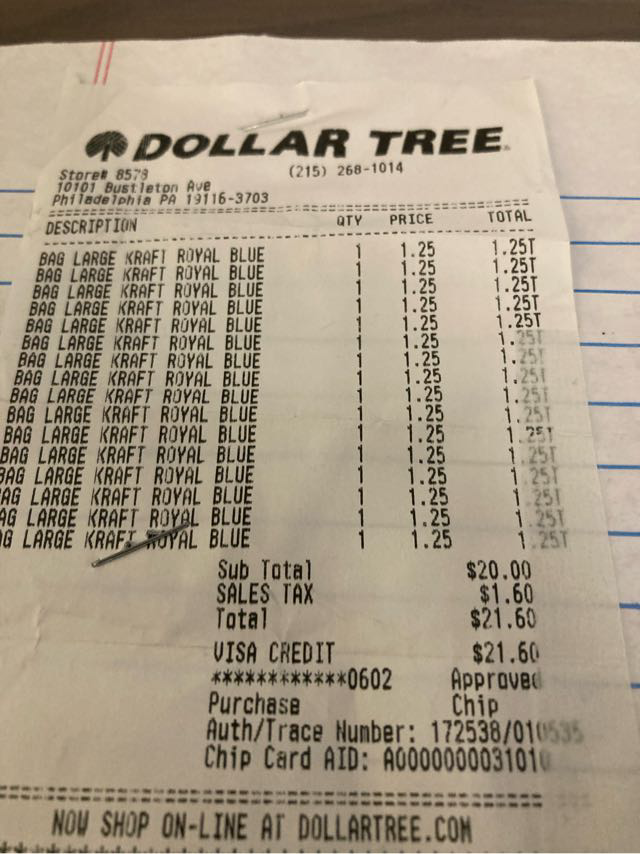 DOLLAR TREE
(215) 268-1014
Store#
10101 Bustleton Ave
Philadelphia PA 19116-3703
DESCRIPTION QTY PRICE TOTAL
BAG LARGE KRAFT ROYAL BLUE 1 1.25 1.25T
BAG LARGE KRAFT ROYAL BLUE 1 1.25 1.25T
BAG LARGE KRAFT ROYAL BLUE 1 1.25 1.25T
BAG LARGE KRAFT ROYAL BLUE 1 1.25 1.25T
BAG LARGE KRAFT ROYAL BLUE 1 1.25 1.25T
BAG LARGE KRAFT ROYAL BLUE 1 1.25 1.25T
BAG LARGE KRAFT ROYAL BLUE 1 1.25 1.25T
BAG LARGE KRAFT ROYAL BLUE 1 1.25 1.25T
BAG LARGE KRAFT ROYAL BLUE 1 1.25 1.25T
BAG LARGE KRAFT ROYAL BLUE 1 1.25 1.25T
BAG LARGE KRAFT ROYAL BLUE 1 1.25 1.25T
BAG LARGE KRAFT ROYAL BLUE 1 1.25 1.25T
BAG LARGE KRAFT ROYAL BLUE 1 1.25 1.25T
AG LARGE KRAFT ROYAL BLUE 1 1.25 1.25T
AG LARGE KRAFT ROYAL BLUE 1 1.25 1.25T
G LARGE KRAFT ROYAL BLUE 1 1.25 1.25T
Sub Total $20.00
SALES TAX $1.60
Total $21.60
VISA CREDIT $21.60
************0602 Approved
Purchase Chip
Auth/Trace Number: 172538/010535
Chip Card AID: A0000000031010
NOW SHOP ON-LINE AT DOLLARTREE.COM